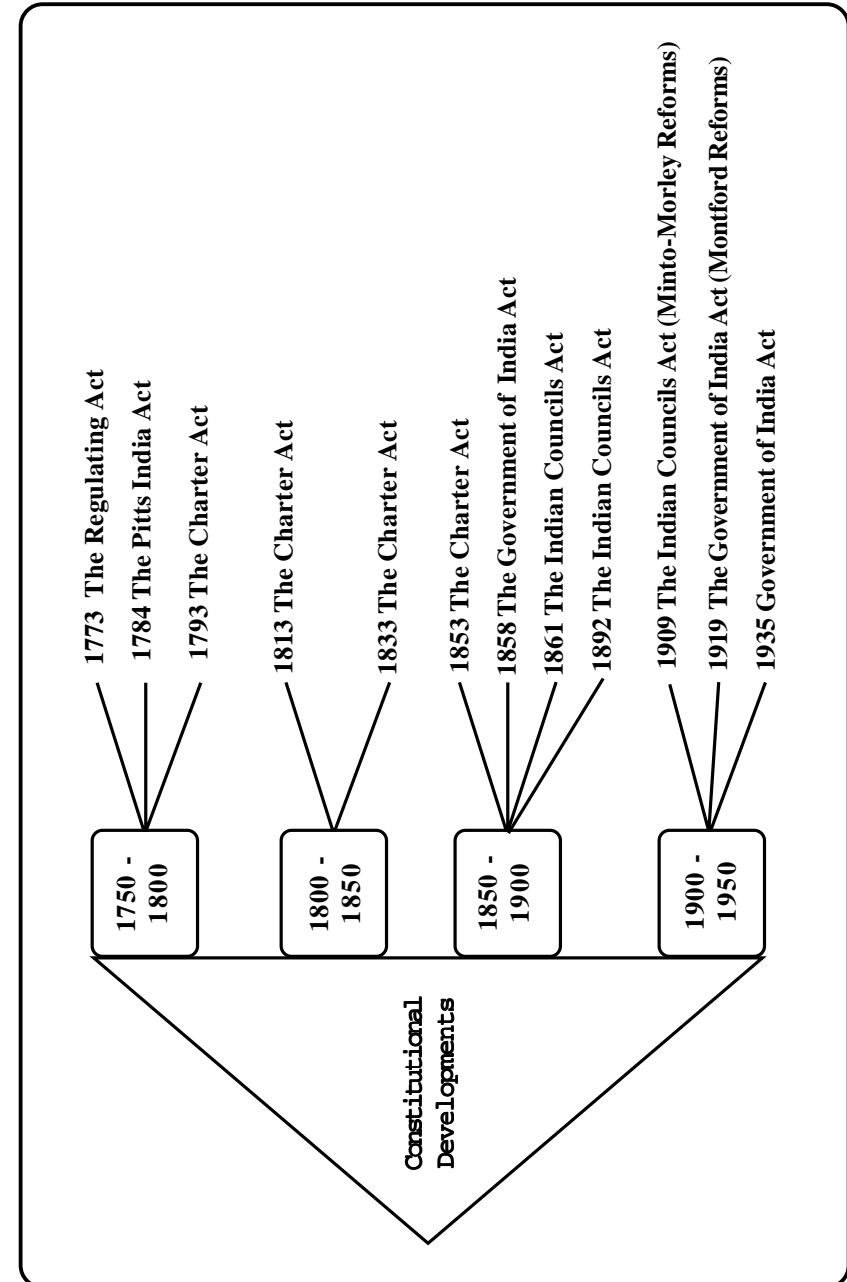 Constitutional
Developments
1750 -
1800
1773 The Regulating Act
1784 The Pitts India Act
1793 The Charter Act
1800 -
1850
1813 The Charter Act
1833 The Charter Act
1850 -
1900
1853 The Charter Act
1858 The Government of India Act
1861 The Indian Councils Act
1892 The Indian Councils Act
1900 -
1950
1909 The Indian Councils Act (Minto-Morley Reforms)
1919 The Government of India Act (Montford Reforms)
1935 Government of India Act